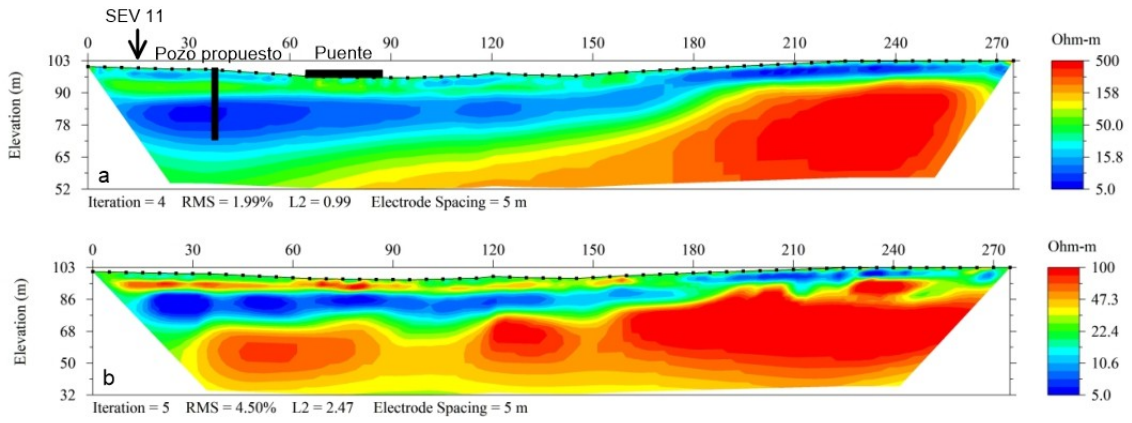 SEV 11
Pozo propuesto Puente
0 30 60 90 120 150 180 210 240 270
Ohm-m
103
90
78
65
52
Elevation (m)
500
158
50.0
15.8
5.0
a
Iteration = 4 RMS = 1.99% L2 = 0.99 Electrode Spacing = 5 m
0 30 60 90 120 150 180 210 240 270
Ohm-m
103
86
68
50
32
Elevation (m)
100
47.3
22.4
10.6
5.0
b
Iteration = 5 RMS = 4.50% L2 = 2.47 Electrode Spacing = 5 m